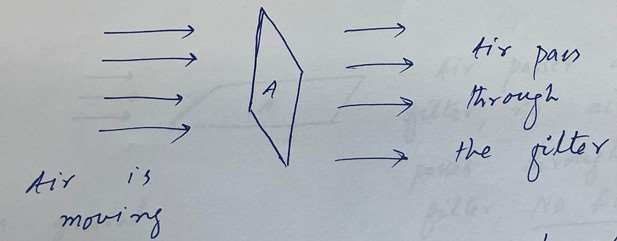 A
Air pass
through
the filter
Air is
moving